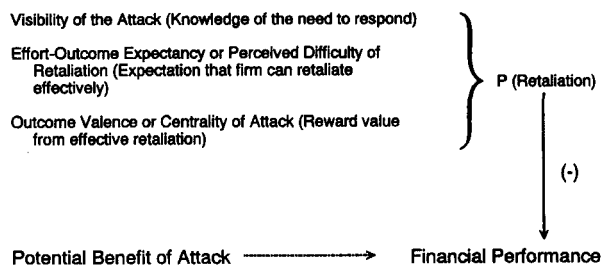 Visibility of the Attack (Knowledge of the need to respond)
Effort-Outcome Expectancy or Perceived Difficulty of
Retaliation (Expectation that firm can retaliate
effectively)
P (Retaliation)
Outcome Valence or Centrality of Attack (Reward value
from effective retaliation)
(-)
Potential Benefit of Attack
Financial Performance